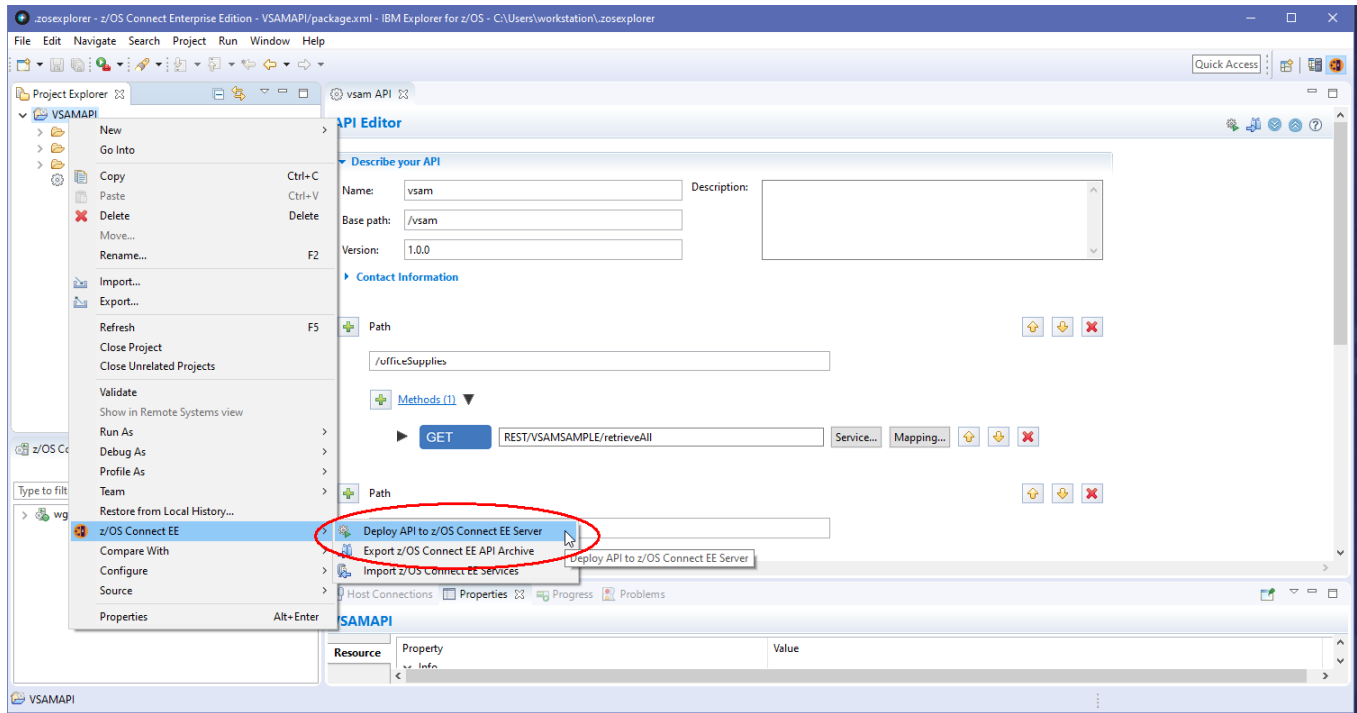 .zosexplorer - z/OS Connect Enterprise Edition - VSAMAPI/package.xml - IBM Explorer for z/OS - C:\Users\workstation\.zosexplorer
File Edit Navigate Search Project Run Window Help
Quick Access
Project Explorer
VSAMAPI
New
Go Into
Copy Ctrl+C
Paste Ctrl+V
Delete Delete
Move...
Rename... F2
Import...
Export...
Refresh F5
Close Project
Close Unrelated Projects
Validate
Show in Remote Systems view
Run As
Debug As
Profile As
Team
Restore from Local History...
z/OS Connect EE
Compare With
Configure
Source
Properties Alt+Enter
Deploy API to z/OS Connect EE Server
Export z/OS Connect EE API Archive
Import z/OS Connect EE Services
Deploy API to z/OS Connect EE Server
z/OS Co
Type to filt
wg
vsam API
API Editor
Describe your API
Name: vsam Description:
Base path: /vsam
Version: 1.0.0
Contact Information
Path
/officeSupplies
Methods (1)
GET REST/VSAMSAMPLE/retrieveAll Service... Mapping...
Path
Host Connections Properties Progress Problems
VSAMAPI
Resource Property Value
Info
VSAMAPI